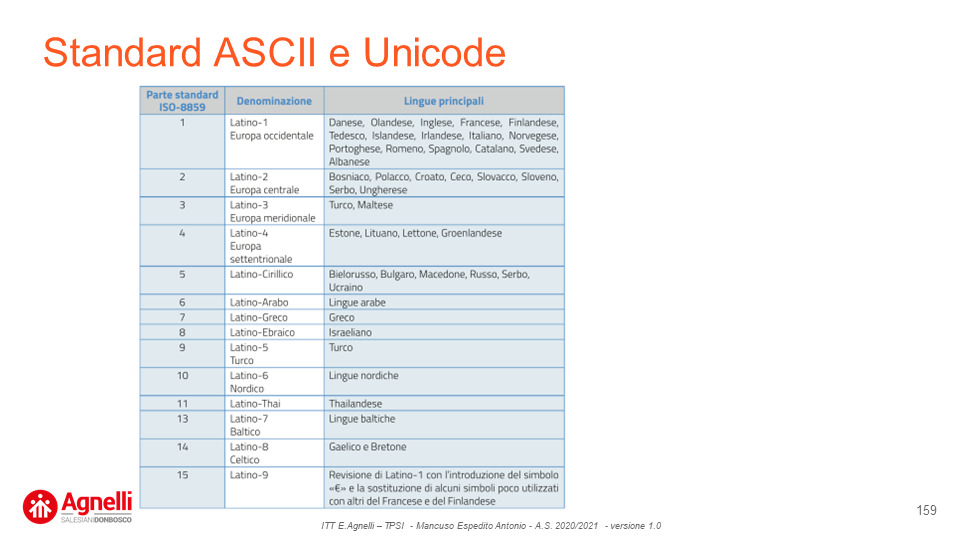 Standard ASCII e Unicode
Parte standard ISO-8859 Denominazione Lingue principali
1 Latino-1
Europa occidentale
Danese, Olandese, Inglese, Francese, Finlandese,
Tedesco, Islandese, Irlandese, Italiano, Norvegese,
Portoghese, Romeno, Spagnolo, Catalano, Svedese,
Albanese
2 Latino-2
Europa centrale
Bosniaco, Polacco, Croato, Ceco, Slovacco, Sloveno,
Serbo, Ungherese
3 Latino-3
Europa meridionale
Turco, Maltese
4 Latino-4
Europa
settentrionale
Estone, Lituano, Lettone, Groenlandese
5 Latino-Cirillico
Bielorusso, Bulgaro, Macedone, Russo, Serbo,
Ucraino
6 Latino-Arabo Lingue arabe
7 Latino-Greco Greco
8 Latino-Ebraico Israeliano
9 Latino-5
Turco
Turco
10 Latino-6
Nordico
Lingue nordiche
11 Latino-Thai Thailandese
13 Latino-7
Baltico
Lingue baltiche
14 Latino-8
Celtico
Gaelico e Bretone
15 Latino-9
Revisione di Latino-1 con l'introduzione del simbolo
«€» e la sostituzione di alcuni simboli poco utilizzati
con altri del Francese e del Finlandese
Agnelli
SALESIANI DONBOSCO
ITT E.Agnelli – TPSI - Mancuso Espedito Antonio - A.S. 2020/2021 - versione 1.0
159